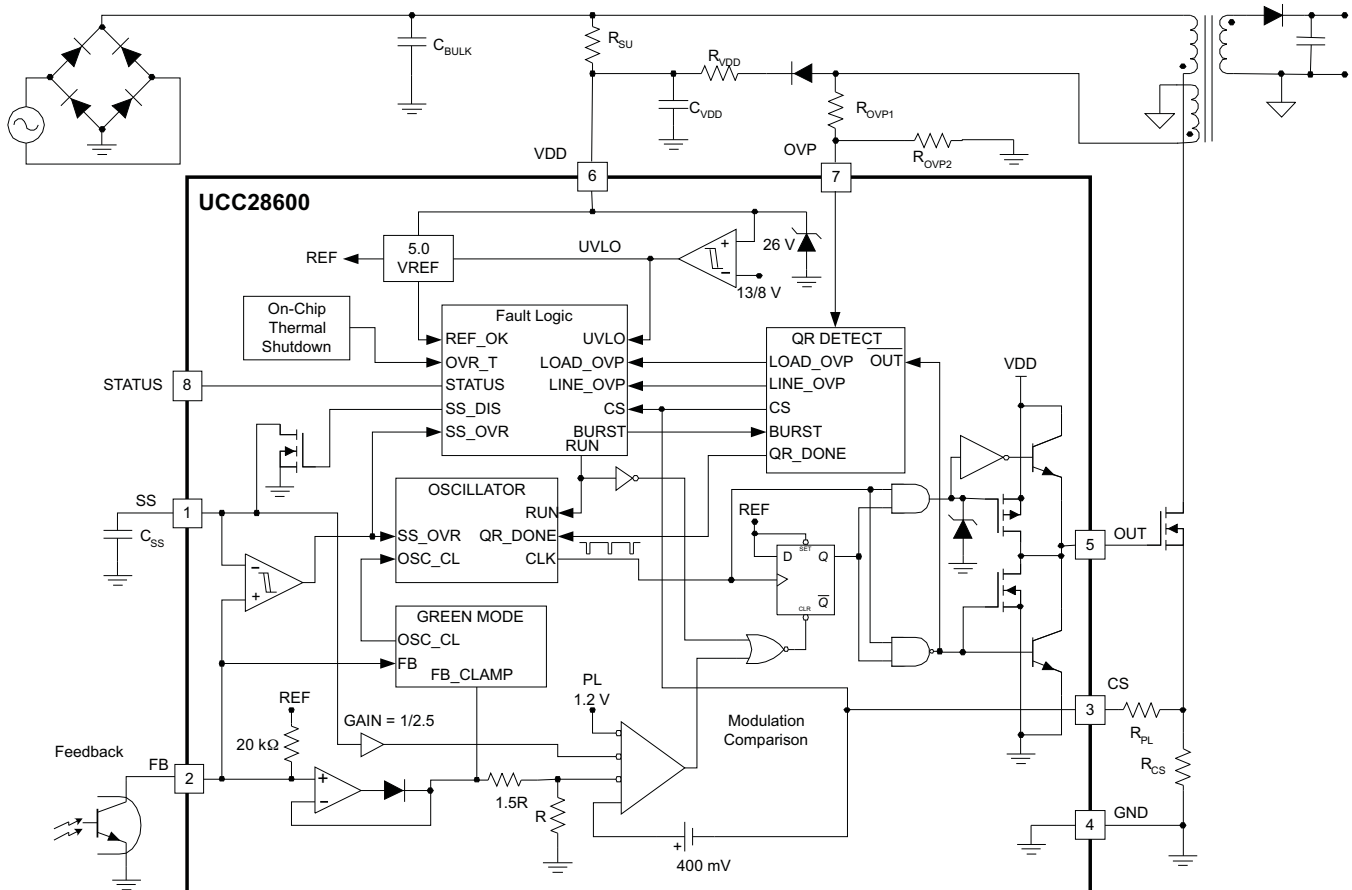 R_SU
C_BULK
R_VDD
C_VDD
R_OVP1
R_OVP2
VDD
OVP
6
7
UCC28600
5.0
VREF
REF
UVLO
26 V
13/8 V
On-Chip
Thermal
Shutdown
Fault Logic
REF_OK
UVLO
OVR_T
LOAD_OVP
STATUS
LINE_OVP
SS_DIS
CS
SS_OVR
BURST
RUN
QR DETECT
LOAD_OVP
OUT
LINE_OVP
CS
BURST
QR_DONE
VDD
STATUS
8
SS
1
C_SS
OSCILLATOR
RUN
SS_OVR
QR_DONE
OSC_CL
CLK
REF
SET
D
Q
Q
CLR
OUT
5
GREEN MODE
OSC_CL
FB
FB_CLAMP
REF
20 kΩ
GAIN = 1/2.5
PL
1.2 V
Modulation
Comparison
CS
3
R_PL
R_CS
Feedback
FB
2
1.5R
R
400 mV
4
GND